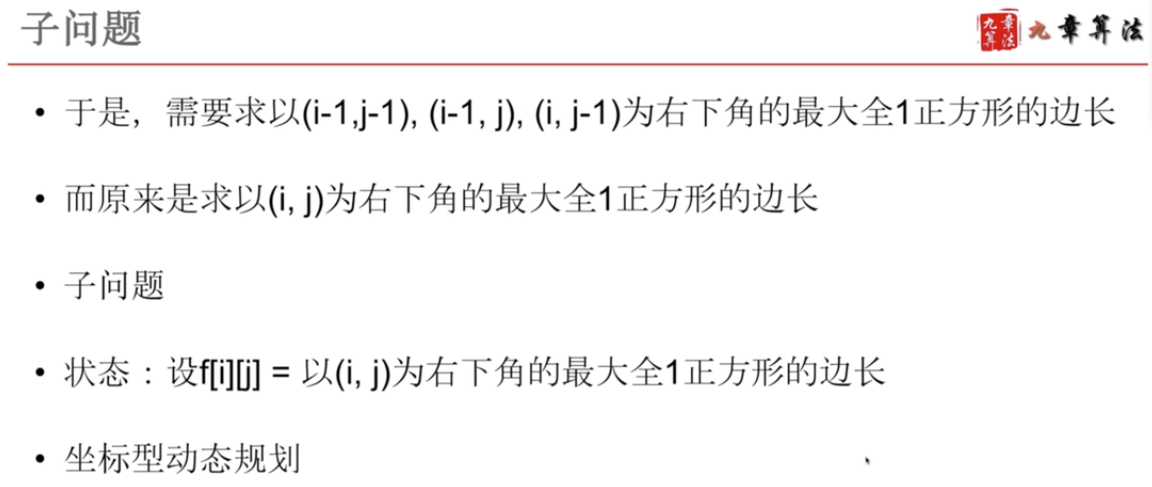 子问题
九章算法
九章算法
• 于是，需要求以(i-1,j-1), (i-1, j), (i, j-1)为右下角的最大全1正方形的边长
• 而原来是求以(i, j)为右下角的最大全1正方形的边长
• 子问题
• 状态：设f[i][j] = 以(i, j)为右下角的最大全1正方形的边长
• 坐标型动态规划